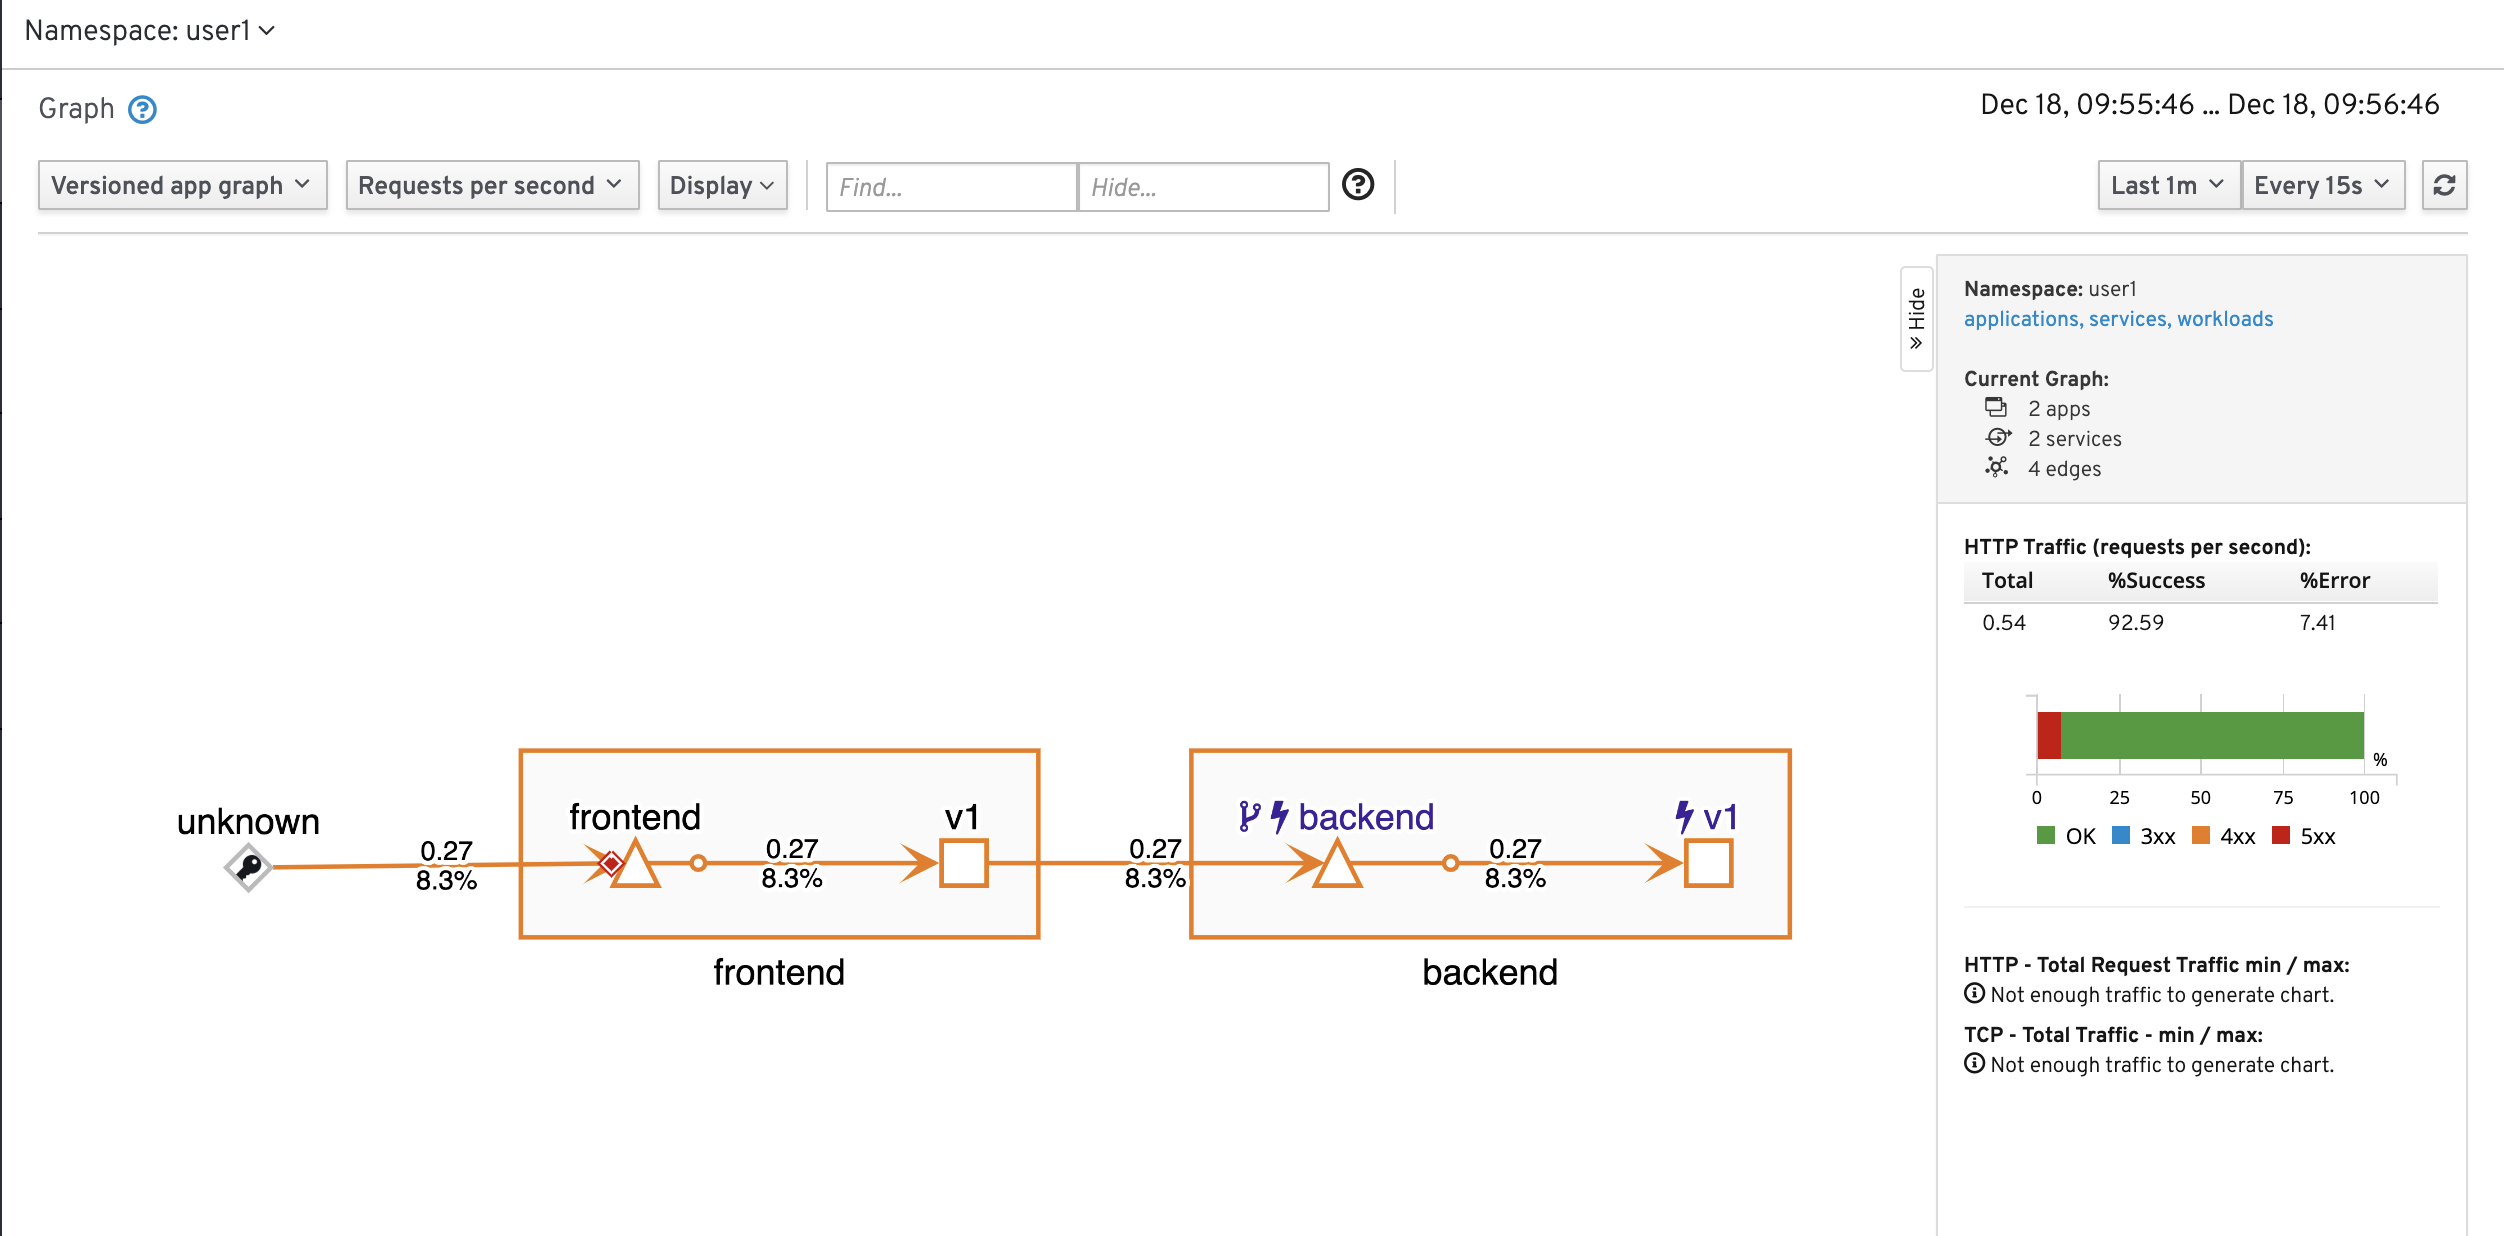 Namespace: user1
Graph
Dec 18, 09:55:46 ... Dec 18, 09:56:46
Versioned app graph
Requests per second
Display
Find...
Hide...
Last 1m
Every 15s
Hide
Namespace: user1
applications, services, workloads
Current Graph:
2 apps
2 services
4 edges
HTTP Traffic (requests per second):
Total %Success %Error
0.54 92.59 7.41
%
0 25 50 75 100
OK 3xx 4xx 5xx
HTTP - Total Request Traffic min / max:
Not enough traffic to generate chart.
TCP - Total Traffic - min / max:
Not enough traffic to generate chart.
unknown
0.27
8.3%
frontend
0.27
8.3%
v1
frontend
0.27
8.3%
backend
0.27
8.3%
v1
backend